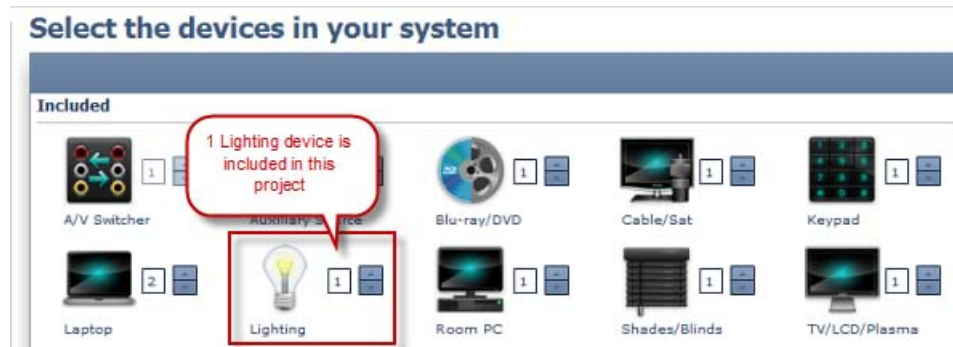 Select the devices in your system
Included
1 Lighting device is
included in this
project
1
1
1
1
A/V Switcher
Auxiliary S rce
Blu-ray/DVD
Cable/Sat
Keypad
2
1
1
1
1
Laptop
Lighting
Room PC
Shades/Blinds
TV/LCD/Plasma